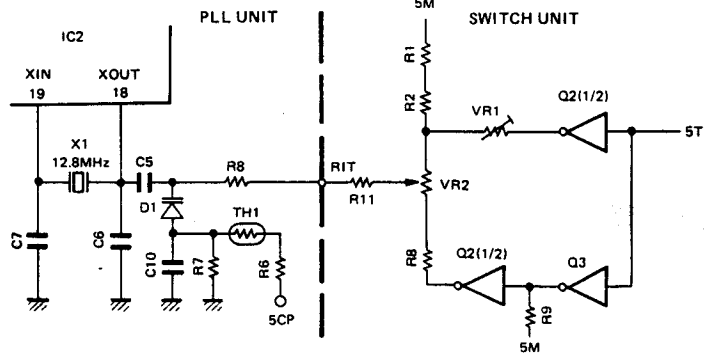 5M
PLL UNIT
SWITCH UNIT
IC2
R1
XIN
XOUT
19
18
R2
VR1
Q2(1/2)
5T
X1
12.8MHz
C5
R8
RIT
R11
VR2
D1
TH1
C7
C6
C10
R7
R6
R8
Q2(1/2)
Q3
R9
5CP
5M